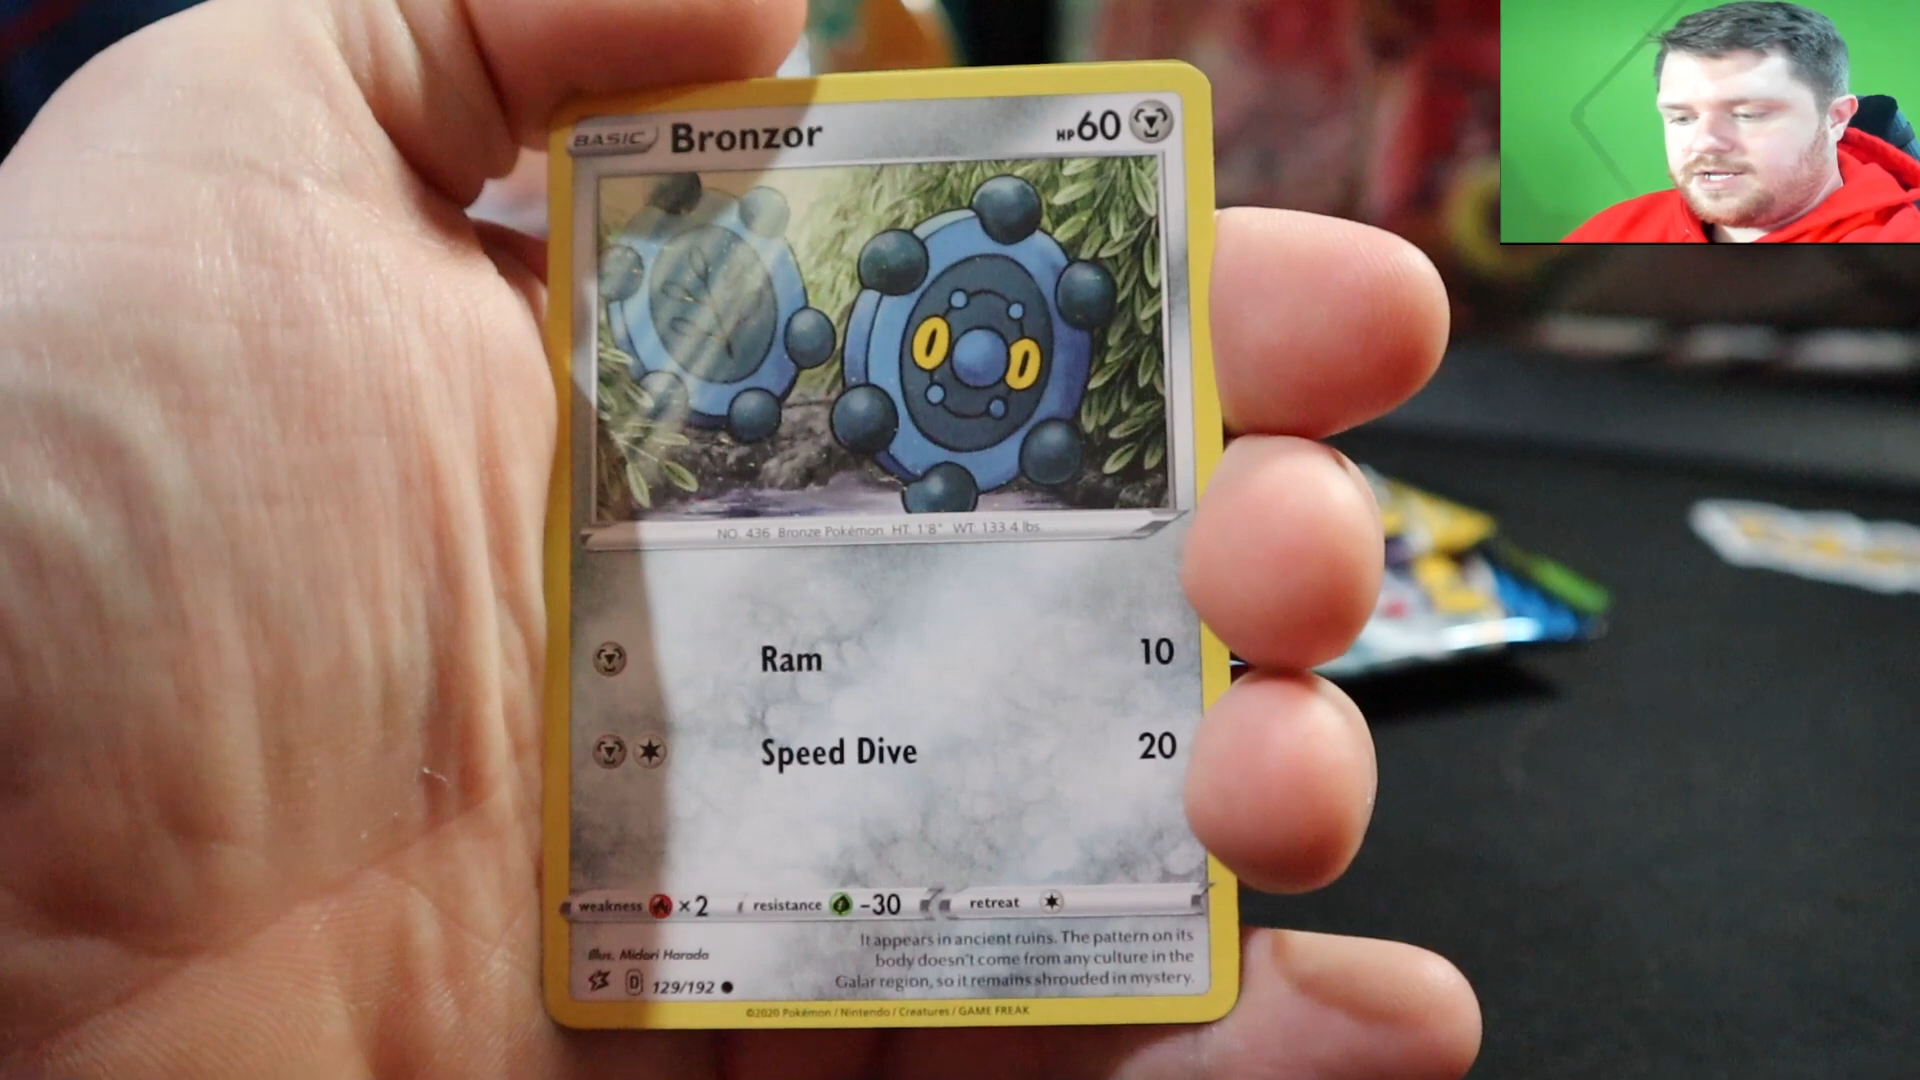 BASIC Bronzor HP 60
NO. 436 Bronze Pokémon HT: 1'8" WT: 133.4 lbs
Ram 10
Speed Dive 20
weakness ×2 resistance -30 retreat
It appears in ancient ruins. The pattern on its
body doesn't come from any culture in the
Galar region, so it remains shrouded in mystery.
Illus. Midori Harada
D 129/192
©2020 Pokémon / Nintendo / Creatures / GAME FREAK